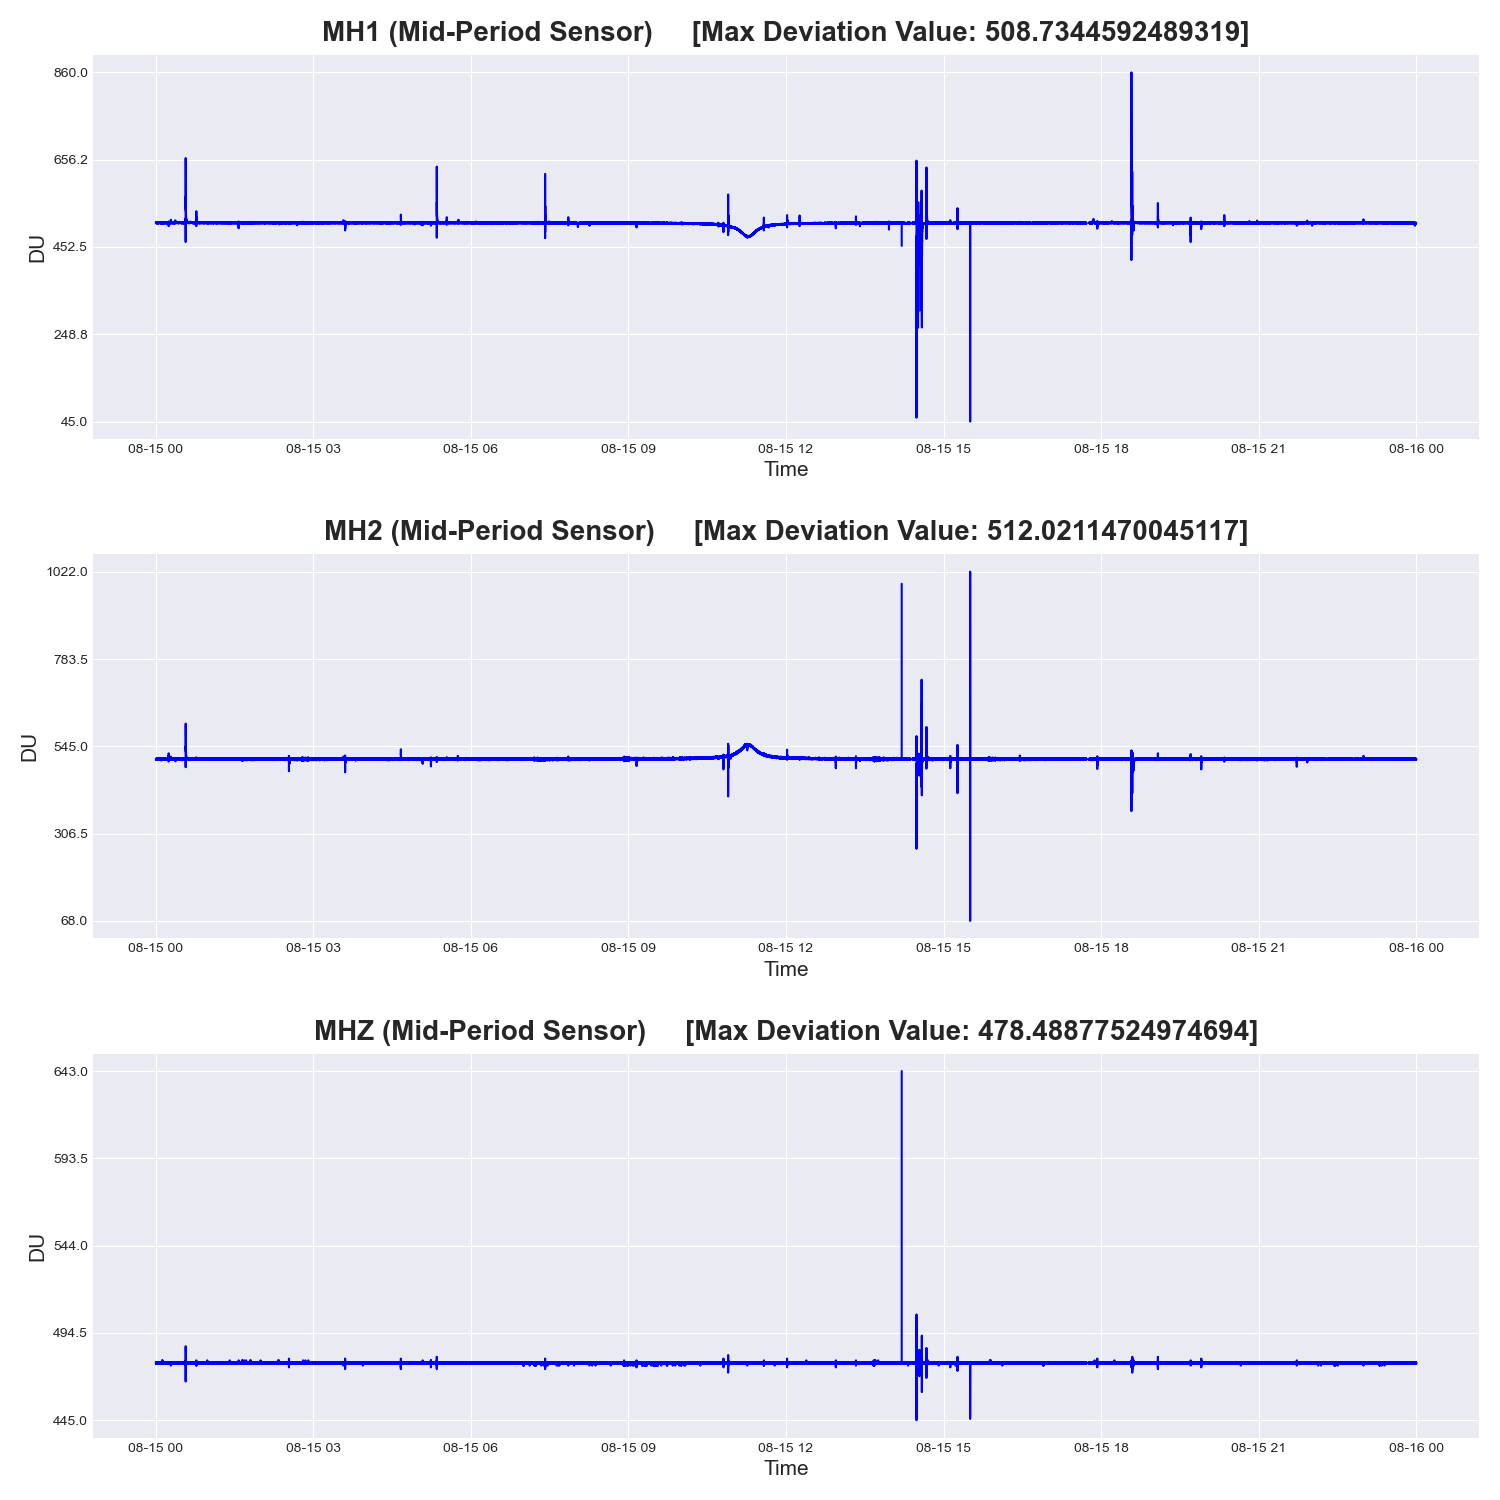 MH1 (Mid-Period Sensor) [Max Deviation Value: 508.7344592489319]
860.0
656.2
452.5
248.8
45.0
DU
08-15 00 08-15 03 08-15 06 08-15 09 08-15 12 08-15 15 08-15 18 08-15 21 08-16 00
Time
MH2 (Mid-Period Sensor) [Max Deviation Value: 512.0211470045117]
1022.0
783.5
545.0
306.5
68.0
DU
08-15 00 08-15 03 08-15 06 08-15 09 08-15 12 08-15 15 08-15 18 08-15 21 08-16 00
Time
MHZ (Mid-Period Sensor) [Max Deviation Value: 478.48877524974694]
643.0
593.5
544.0
494.5
445.0
DU
08-15 00 08-15 03 08-15 06 08-15 09 08-15 12 08-15 15 08-15 18 08-15 21 08-16 00
Time